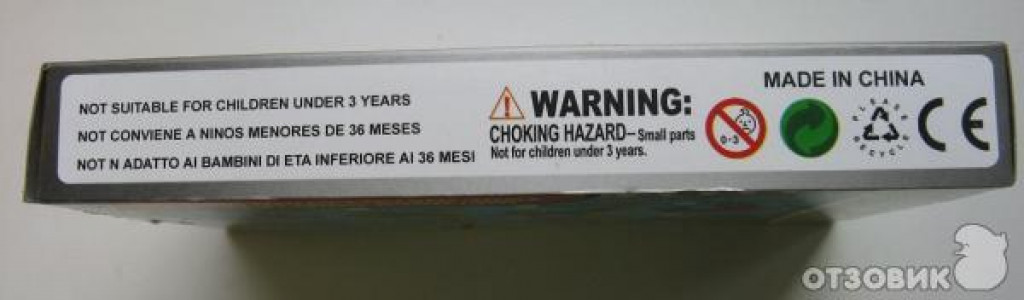 NOT SUITABLE FOR CHILDREN UNDER 3 YEARS
NOT CONVIENE A NINOS MENORES DE 36 MESES
NOT N ADATTO AI BAMBINI DI ETA INFERIORE AI 36 MESI
WARNING:
CHOKING HAZARD–Small parts
Not for children under 3 years.
0-3
MADE IN CHINA
PLEASE
RECYCLE
CE
ОТЗОВИК